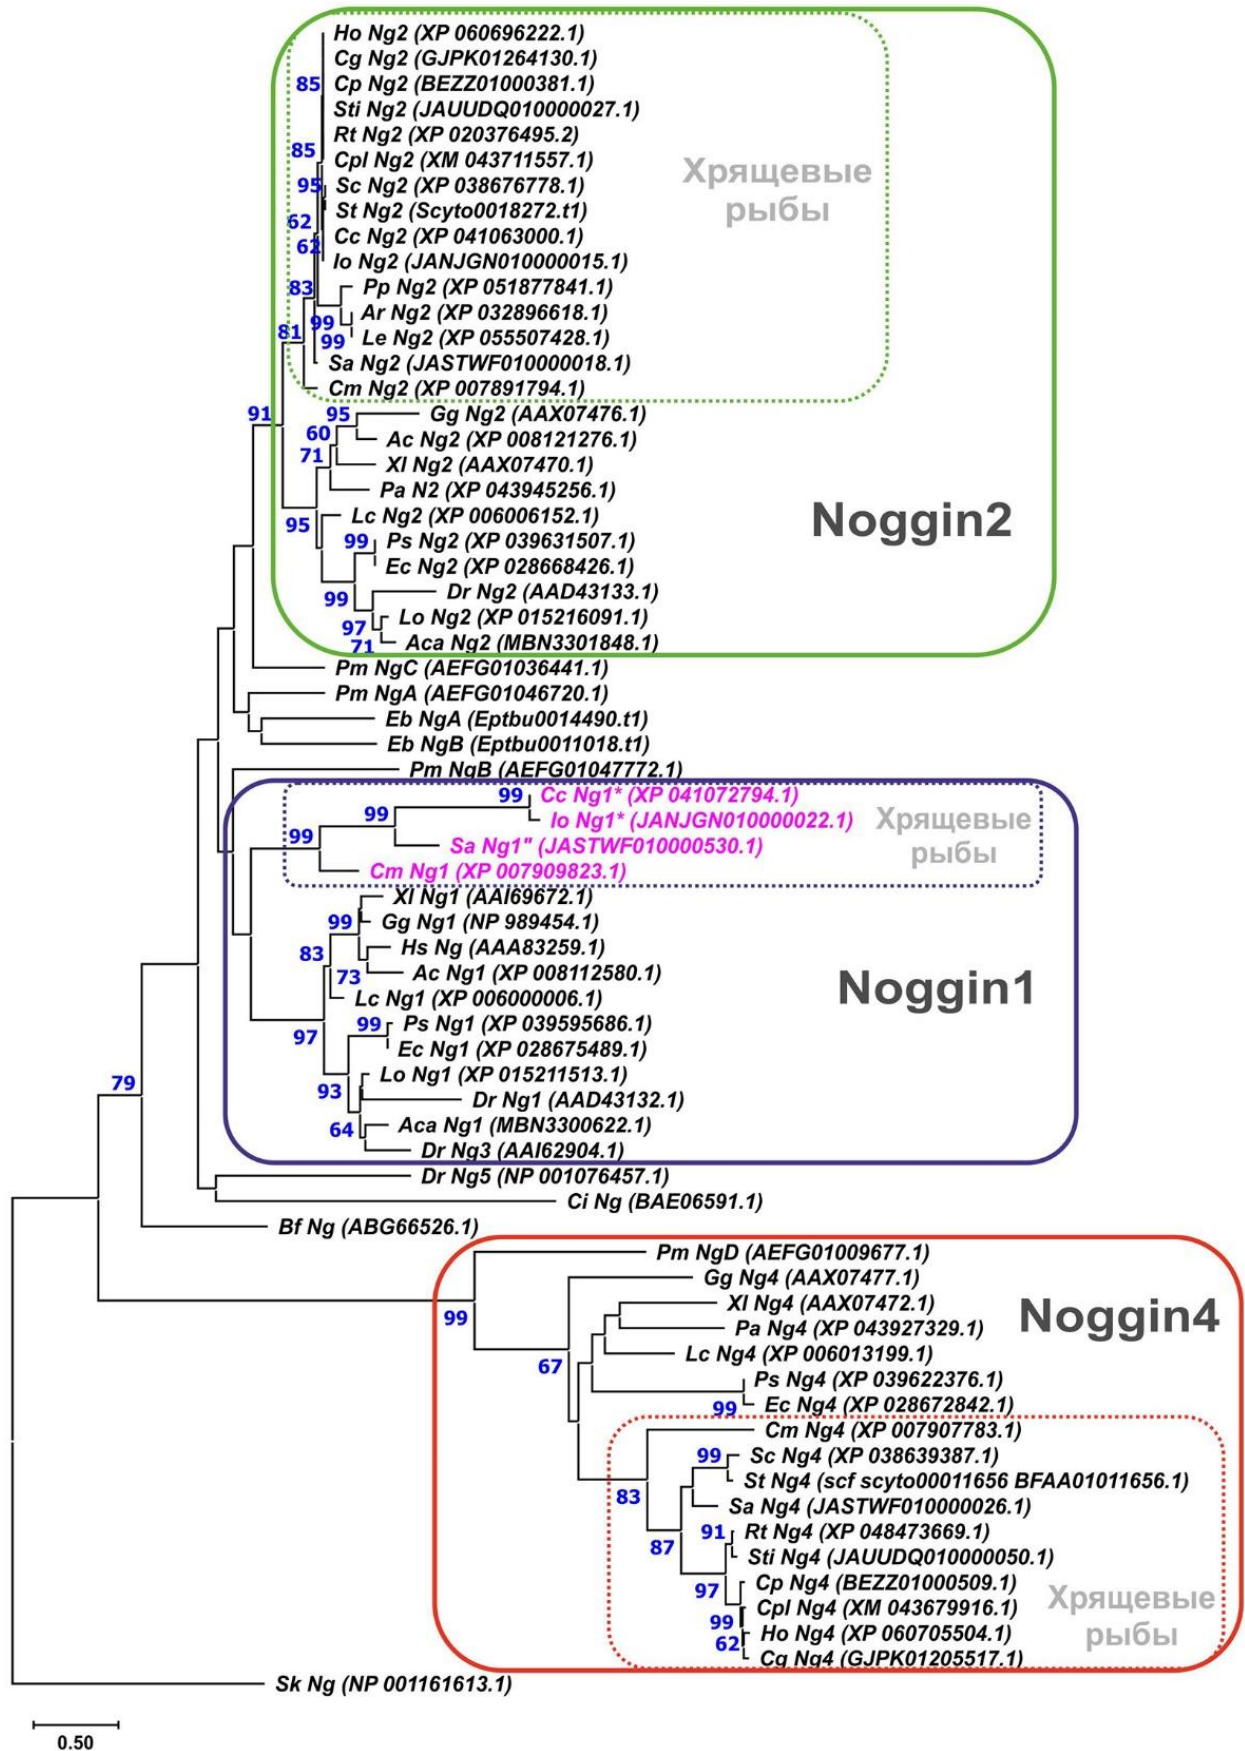 Ho Ng2 (XP 060696222.1)
Cg Ng2 (GJPK01264130.1)
85 Cp Ng2 (BEZZ01000381.1)
Sti Ng2 (JAUUDQ010000027.1)
Rt Ng2 (XP 020376495.2)
85 Cpl Ng2 (XM 043711557.1)
Хрящевые
рыбы
95 Sc Ng2 (XP 038676778.1)
St Ng2 (Scyto0018272.t1)
62 Cc Ng2 (XP 041063000.1)
62 Io Ng2 (JANJGN010000015.1)
83 Pp Ng2 (XP 051877841.1)
99 Ar Ng2 (XP 032896618.1)
81 99 Le Ng2 (XP 055507428.1)
Sa Ng2 (JASTWF010000018.1)
Cm Ng2 (XP 007891794.1)
91 95 Gg Ng2 (AAX07476.1)
60 Ac Ng2 (XP 008121276.1)
71 Xl Ng2 (AAX07470.1)
Pa N2 (XP 043945256.1)
95 Lc Ng2 (XP 006006152.1)
Noggin2
99 Ps Ng2 (XP 039631507.1)
Ec Ng2 (XP 028668426.1)
99 Dr Ng2 (AAD43133.1)
97 Lo Ng2 (XP 015216091.1)
71 Aca Ng2 (MBN3301848.1)
Pm NgC (AEFG01036441.1)
Pm NgA (AEFG01046720.1)
Eb NgA (Eptbu0014490.t1)
Eb NgB (Eptbu0011018.t1)
Pm NgB (AEFG01047772.1)
99 Cc Ng1* (XP 041072794.1)
99 Io Ng1* (JANJGN010000022.1)
Хрящевые
рыбы
99 Sa Ng1" (JASTWF010000530.1)
Cm Ng1 (XP 007909823.1)
Xl Ng1 (AAI69672.1)
99 Gg Ng1 (NP 989454.1)
83 Hs Ng (AAA83259.1)
73 Ac Ng1 (XP 008112580.1)
Noggin1
Lc Ng1 (XP 006000006.1)
97 99 Ps Ng1 (XP 039595686.1)
Ec Ng1 (XP 028675489.1)
Lo Ng1 (XP 015211513.1)
93 Dr Ng1 (AAD43132.1)
64 Aca Ng1 (MBN3300622.1)
Dr Ng3 (AAI62904.1)
79
Dr Ng5 (NP 001076457.1)
Ci Ng (BAE06591.1)
Bf Ng (ABG66526.1)
Pm NgD (AEFG01009677.1)
Gg Ng4 (AAX07477.1)
99 Xl Ng4 (AAX07472.1)
Noggin4
Pa Ng4 (XP 043927329.1)
67 Lc Ng4 (XP 006013199.1)
Ps Ng4 (XP 039622376.1)
99 Ec Ng4 (XP 028672842.1)
Cm Ng4 (XP 007907783.1)
99 Sc Ng4 (XP 038639387.1)
83 St Ng4 (scf scyto00011656 BFAA01011656.1)
Sa Ng4 (JASTWF010000026.1)
91 Rt Ng4 (XP 048473669.1)
87 Sti Ng4 (JAUUDQ010000050.1)
97 Cp Ng4 (BEZZ01000509.1)
Хрящевые
рыбы
99 Cpl Ng4 (XM 043679916.1)
62 Ho Ng4 (XP 060705504.1)
Cg Ng4 (GJPK01205517.1)
Sk Ng (NP 001161613.1)
0.50